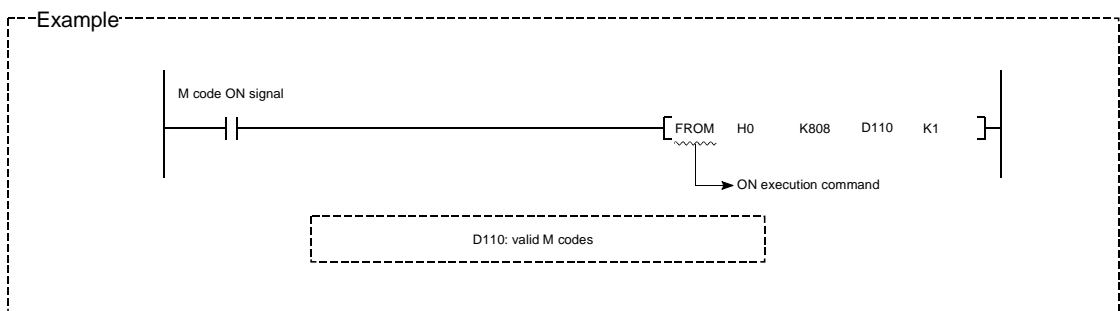 Example
M code ON signal
FROM H0 K808 D110 K1
ON execution command
D110: valid M codes